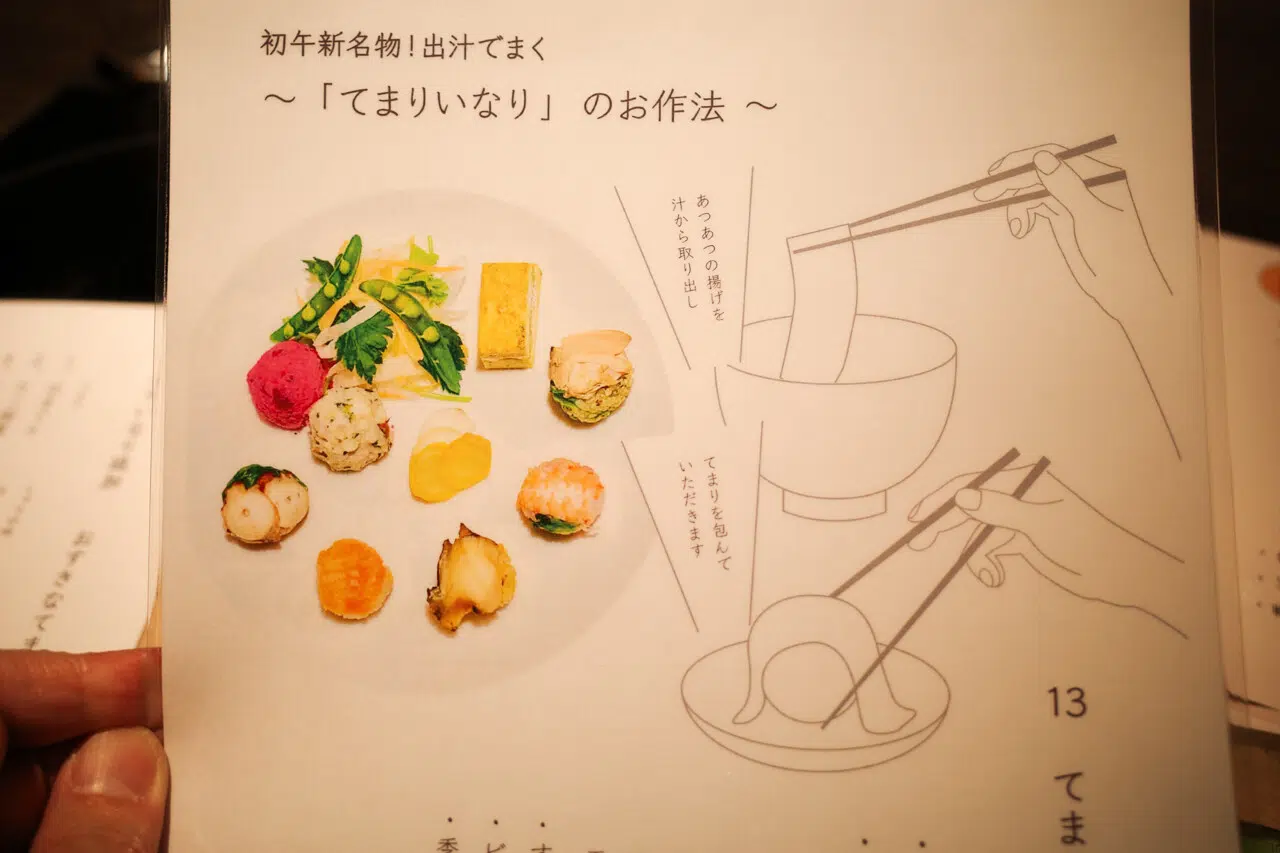 初午新名物！出汁でまく
〜「てまりいなり」のお作法〜
あつあつの揚げを
汁から取り出し
てまりを包んで
いただきます
13 てま